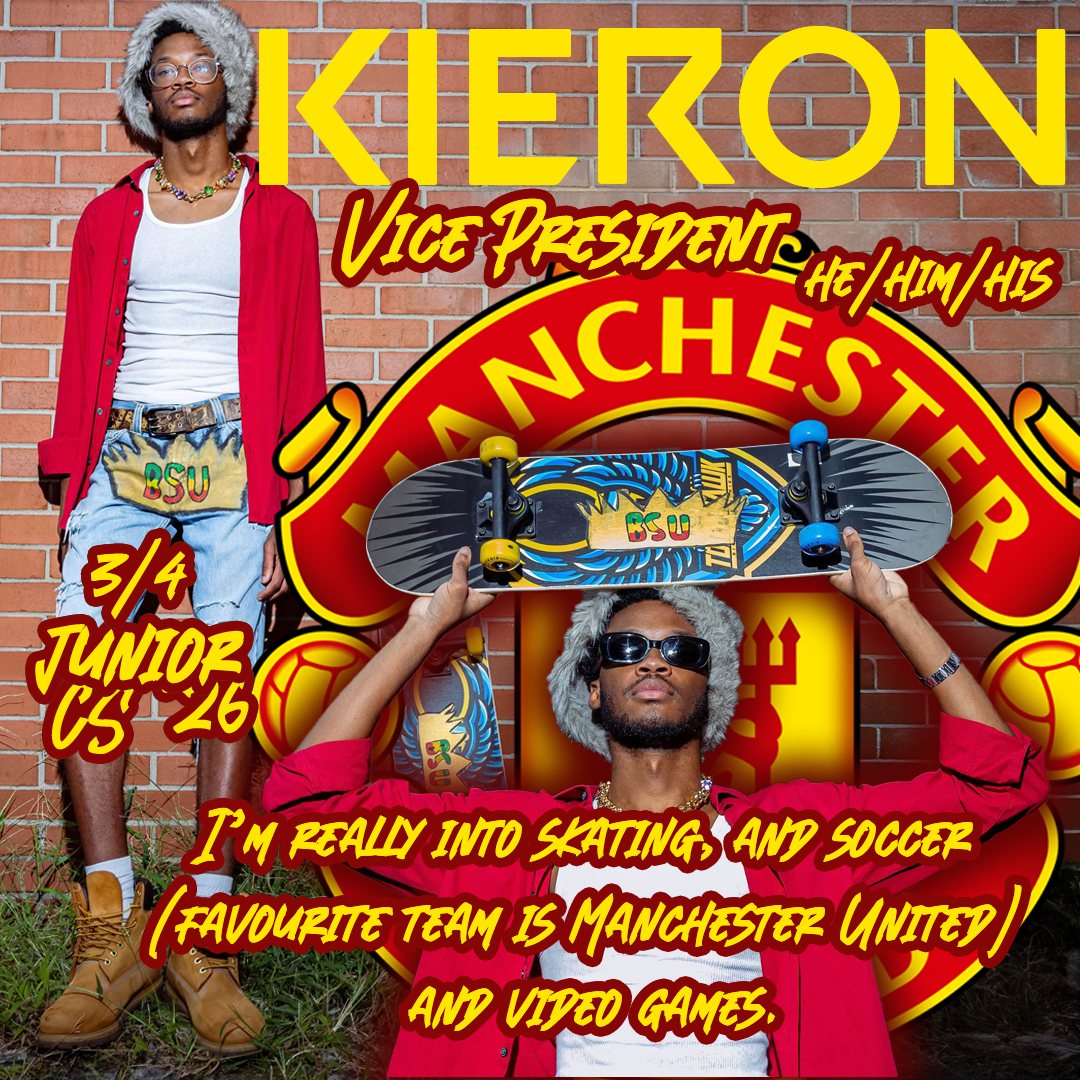 KIERON
VICE PRESIDENT
HE/HIM/HIS
MANCHESTER
BSU
BSU
3/4
JUNIOR
CS '26
BSU
I'M REALLY INTO SKATING, AND SOCCER
(FAVOURITE TEAM IS MANCHESTER UNITED)
AND VIDEO GAMES.